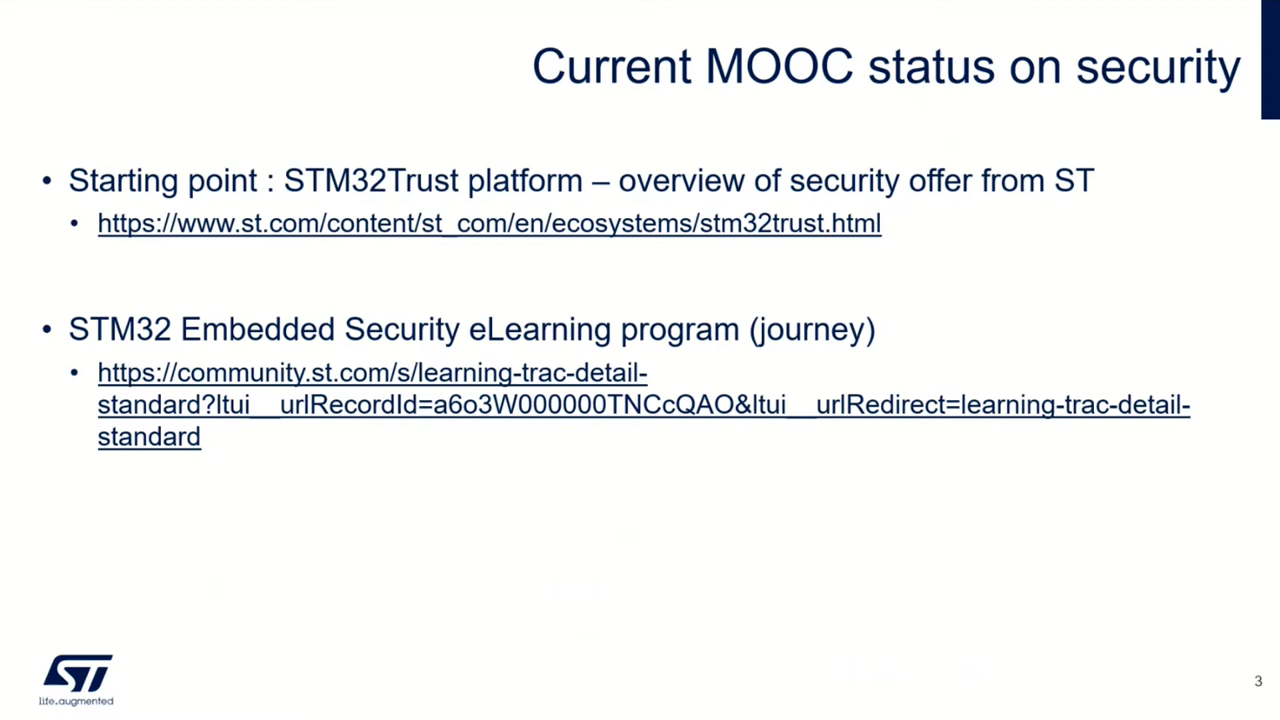 Current MOOC status on security
• Starting point : STM32Trust platform – overview of security offer from ST
• https://www.st.com/content/st_com/en/ecosystems/stm32trust.html
• STM32 Embedded Security eLearning program (journey)
• https://community.st.com/s/learning-trac-detail-
standard?ltui__urlRecordId=a6o3W000000TNCcQAO&ltui__urlRedirect=learning-trac-detail-
standard
ST
life.augmented
3